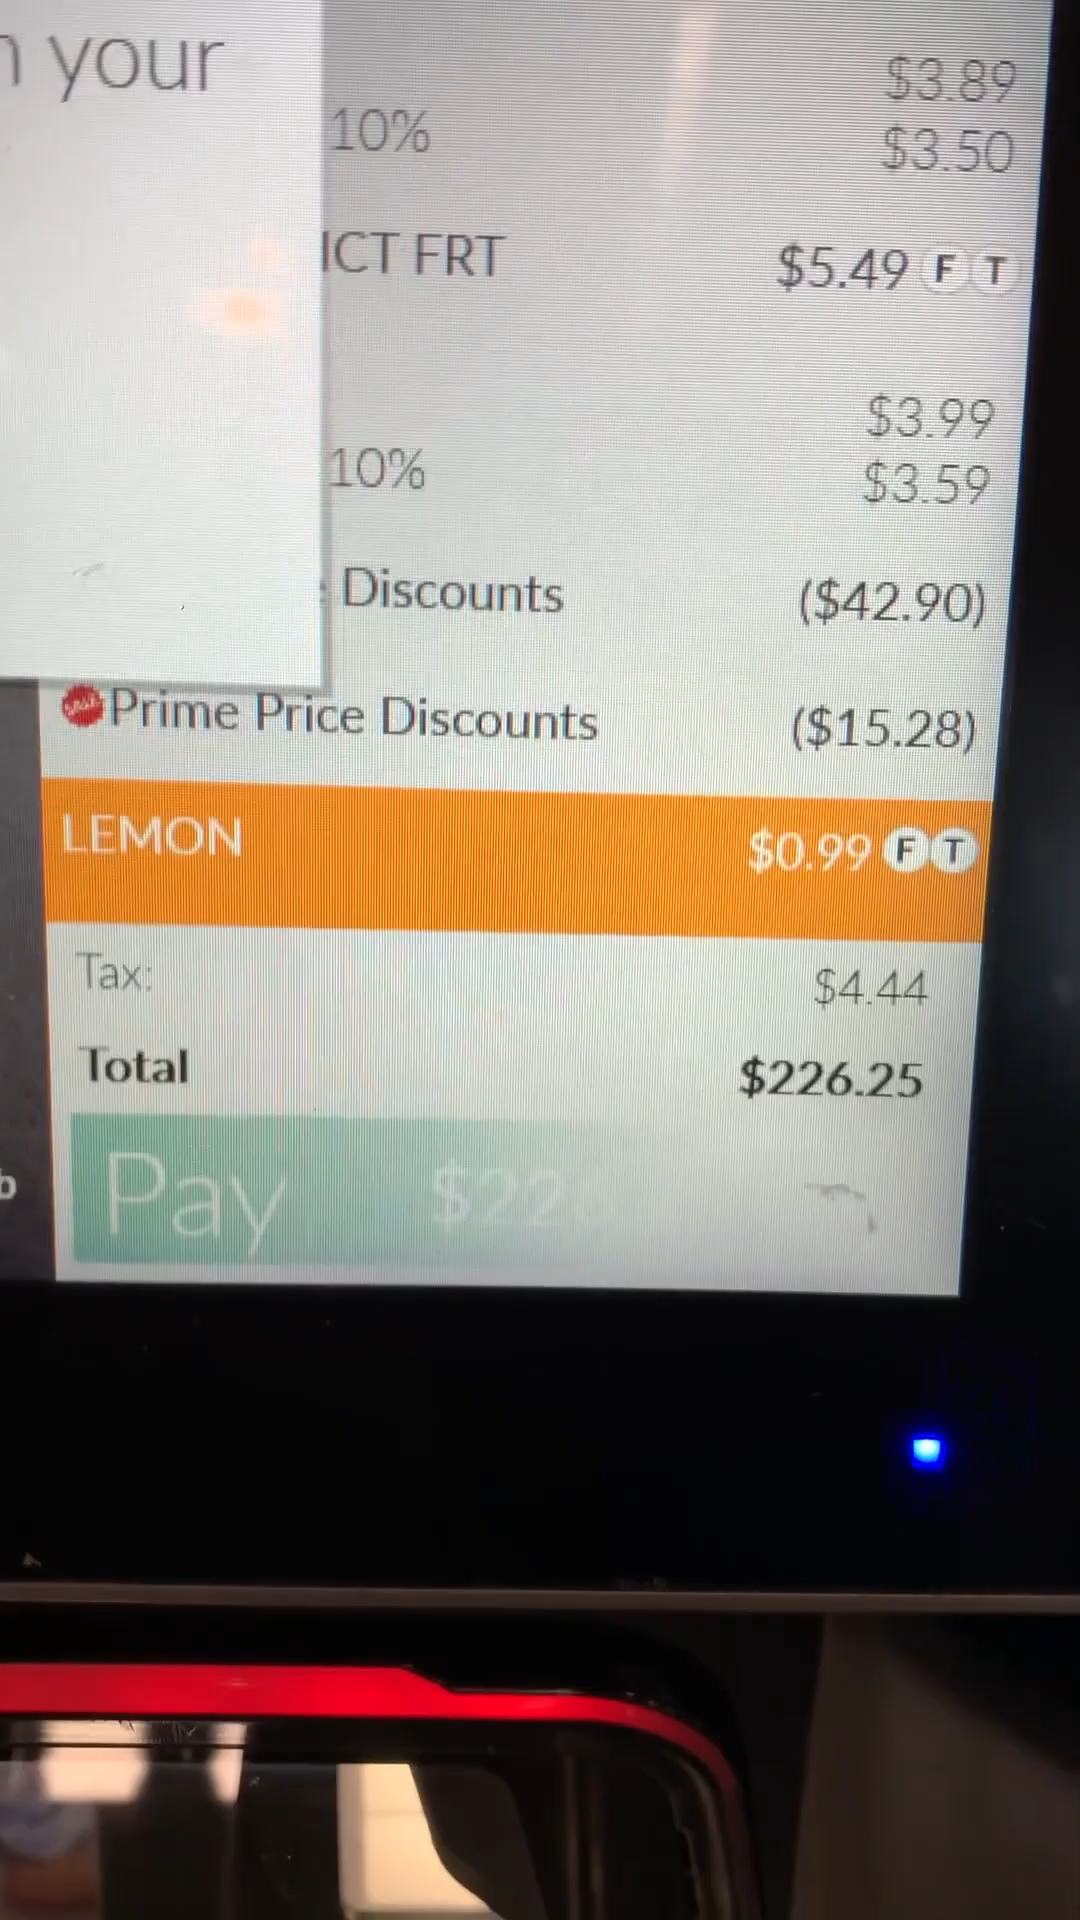 your
$3.89
10% $3.50
ICT FRT $5.49 F T
$3.99
10% $3.59
Discounts ($42.90)
Prime Price Discounts ($15.28)
LEMON $0.99 F T
Tax: $4.44
Total $226.25
Pay $22